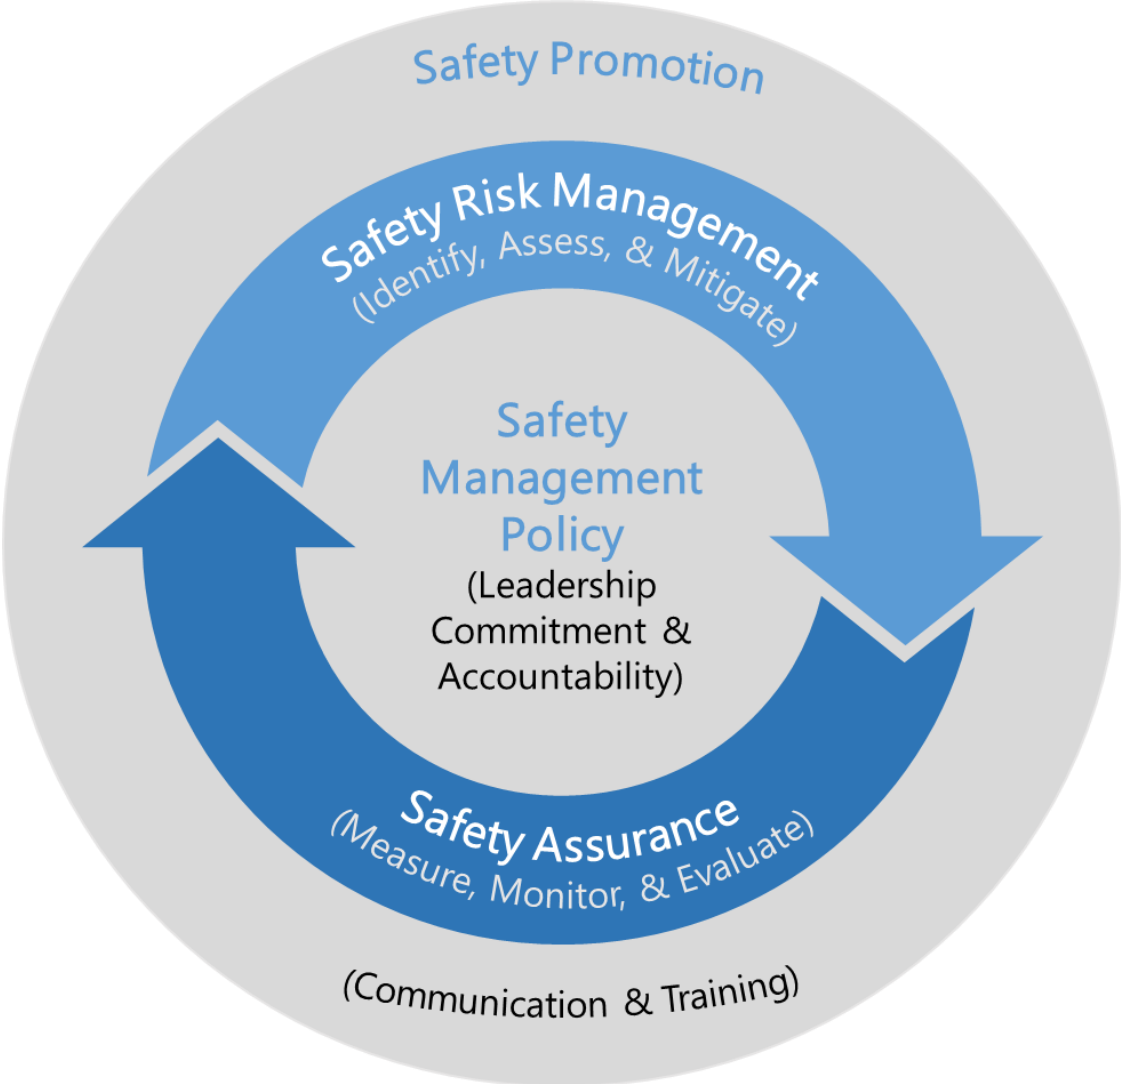 Safety Promotion
Safety Risk Management
(Identify, Assess, & Mitigate)
Safety
Management
Policy
(Leadership
Commitment &
Accountability)
Safety Assurance
(Measure, Monitor, & Evaluate)
(Communication & Training)